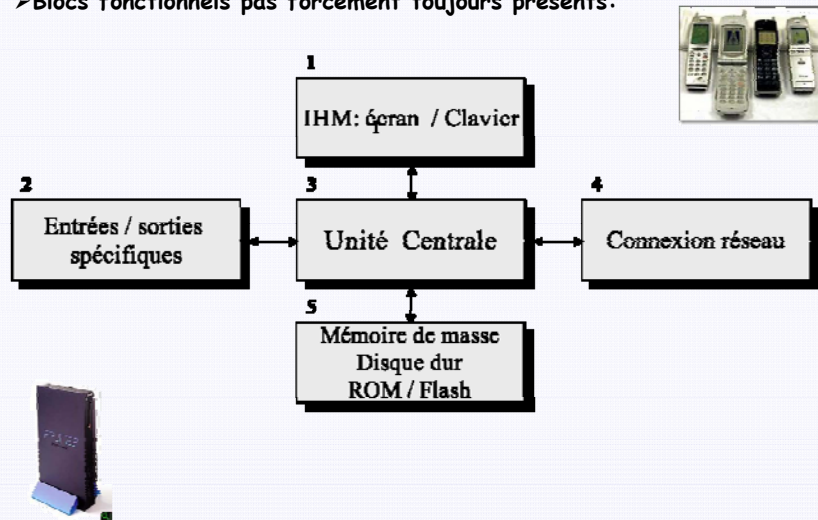 ➢Blocs fonctionnels pas forcément toujours présents.
1
IHM: écran / Clavier
2
3
4
Entrées / sorties
spécifiques
Unité Centrale
Connexion réseau
5
Mémoire de masse
Disque dur
ROM / Flash